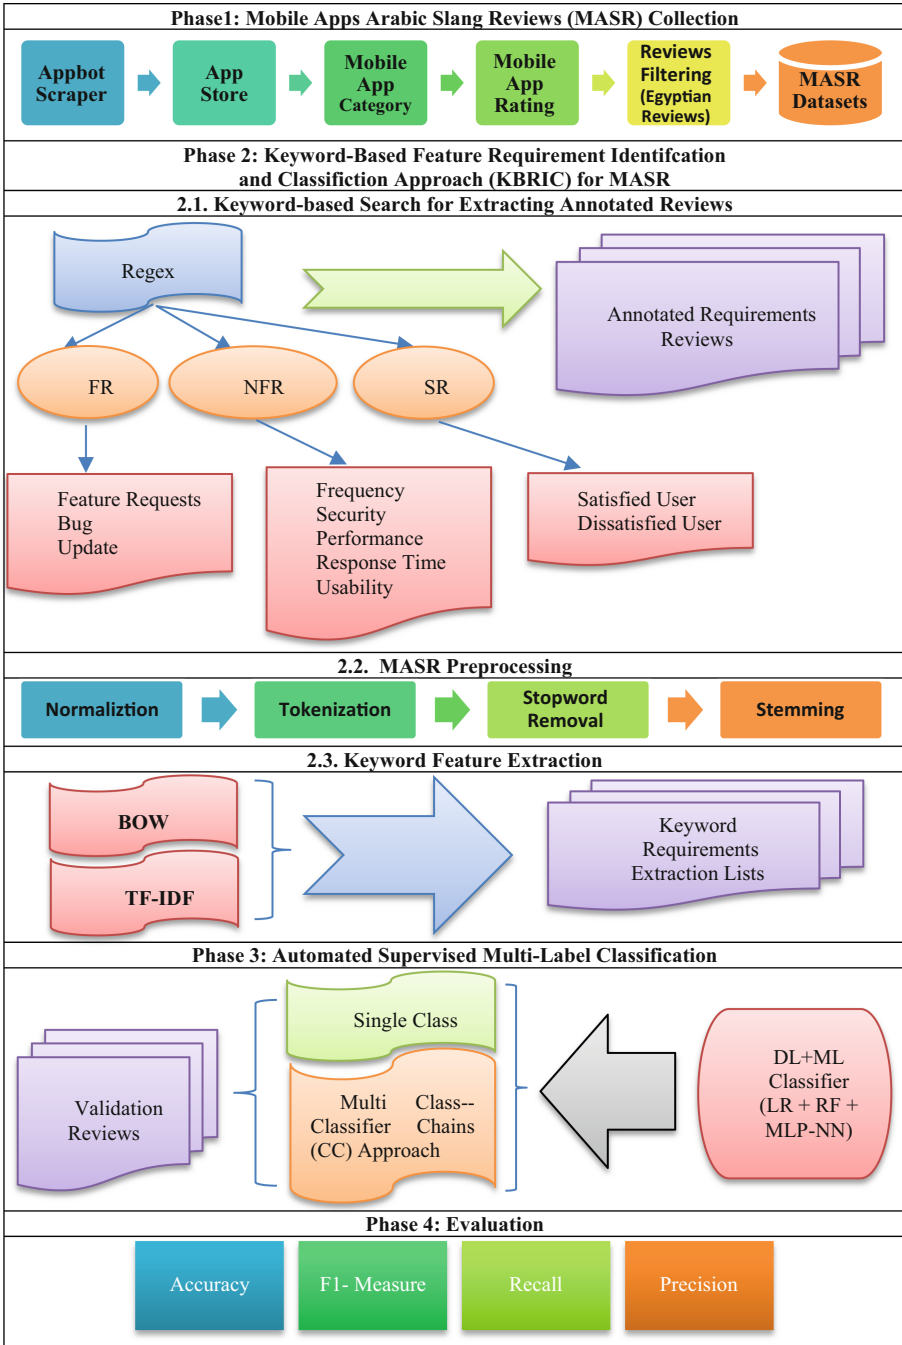 Phase1: Mobile Apps Arabic Slang Reviews (MASR) Collection
Appbot
Scraper
App
Store
Mobile
App
Category
Mobile
App
Rating
Reviews
Filtering
(Egyptian
Reviews)
MASR
Datasets
Phase 2: Keyword-Based Feature Requirement Identifcation
and Classifiction Approach (KBRIC) for MASR
2.1. Keyword-based Search for Extracting Annotated Reviews
Regex
Annotated Requirements
Reviews
FR
NFR
SR
Feature Requests
Bug
Update
Frequency
Security
Performance
Response Time
Usability
Satisfied User
Dissatisfied User
2.2. MASR Preprocessing
Normaliztion
Tokenization
Stopword
Removal
Stemming
2.3. Keyword Feature Extraction
BOW
TF-IDF
Keyword
Requirements
Extraction Lists
Phase 3: Automated Supervised Multi-Label Classification
Validation
Reviews
Single Class
Multi Class--
Classifier Chains
(CC) Approach
DL+ML
Classifier
(LR + RF +
MLP-NN)
Phase 4: Evaluation
Accuracy
F1- Measure
Recall
Precision